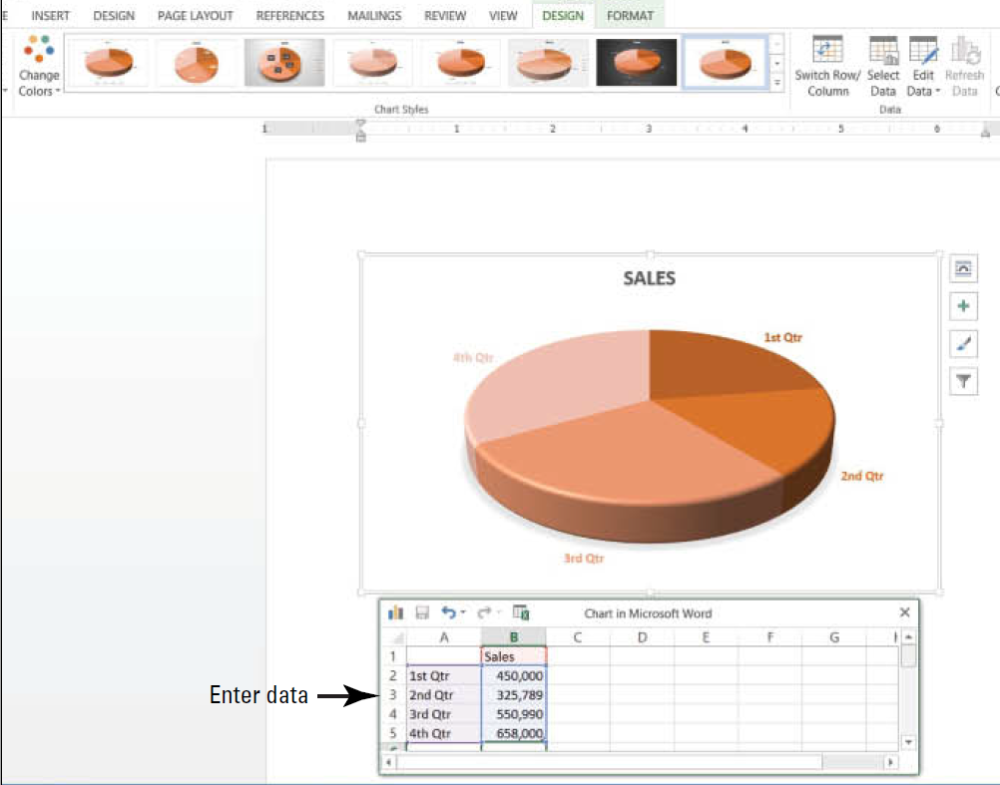 E INSERT DESIGN PAGE LAYOUT REFERENCES MAILINGS REVIEW VIEW DESIGN FORMAT
Change
Colors
Switch Row/
Column
Select
Data
Edit
Data
Refresh
Data
Chart Styles
Data
1 1 2 3 4 5 6
SALES
1st Qtr
4th Qtr
2nd Qtr
3rd Qtr
Chart in Microsoft Word
A B C D E F G
1 Sales
2 1st Qtr 450,000
3 2nd Qtr 325,789
4 3rd Qtr 550,990
5 4th Qtr 658,000
Enter data